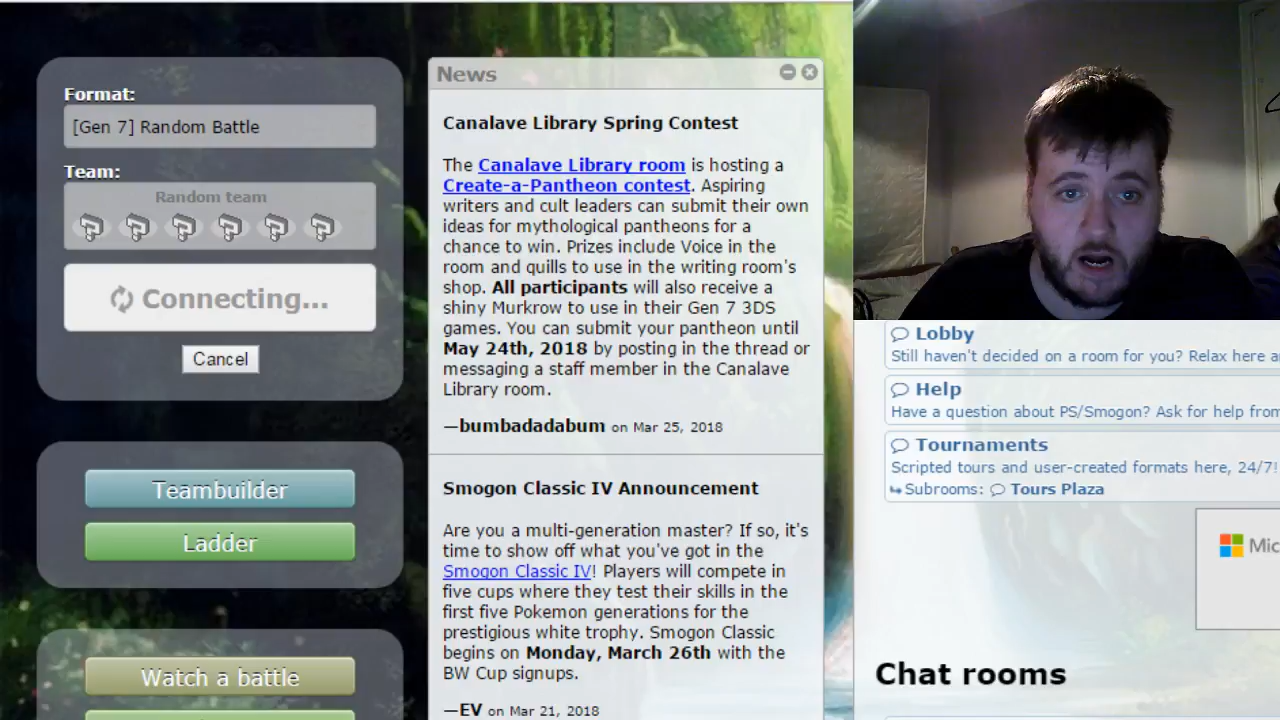 Format:
[Gen 7] Random Battle
Team:
Random team
Connecting...
Cancel
Teambuilder
Ladder
Watch a battle
News
Canalave Library Spring Contest
The Canalave Library room is hosting a
Create-a-Pantheon contest. Aspiring
writers and cult leaders can submit their own
ideas for mythological pantheons for a
chance to win. Prizes include Voice in the
room and quills to use in the writing room's
shop. All participants will also receive a
shiny Murkrow to use in their Gen 7 3DS
games. You can submit your pantheon until
May 24th, 2018 by posting in the thread or
messaging a staff member in the Canalave
Library room.
—bumbadadabum on Mar 25, 2018
Smogon Classic IV Announcement
Are you a multi-generation master? If so, it's
time to show off what you've got in the
Smogon Classic IV! Players will compete in
five cups where they test their skills in the
first five Pokemon generations for the
prestigious white trophy. Smogon Classic
begins on Monday, March 26th with the
BW Cup signups.
—EV on Mar 21, 2018
Lobby
Still haven't decided on a room for you? Relax here
Help
Have a question about PS/Smogon? Ask for help from
Tournaments
Scripted tours and user-created formats here, 24/7!
↳ Subrooms: Tours Plaza
Mic
Chat rooms